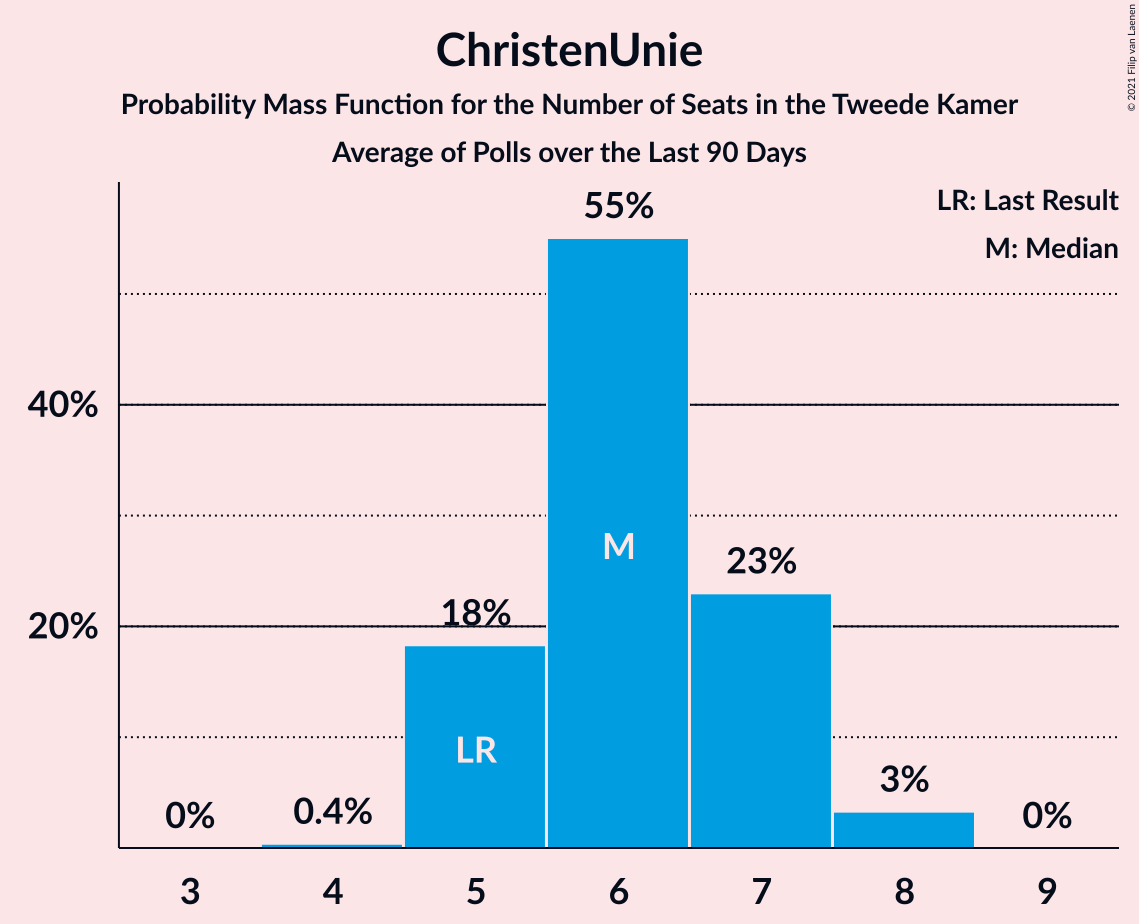 ChristenUnie
Probability Mass Function for the Number of Seats in the Tweede Kamer
Average of Polls over the Last 90 Days
© 2021 Filip van Laenen
LR: Last Result
M: Median
55%
40%
M
23%
18%
20%
LR
3%
0%
0.4%
0%
3 4 5 6 7 8 9